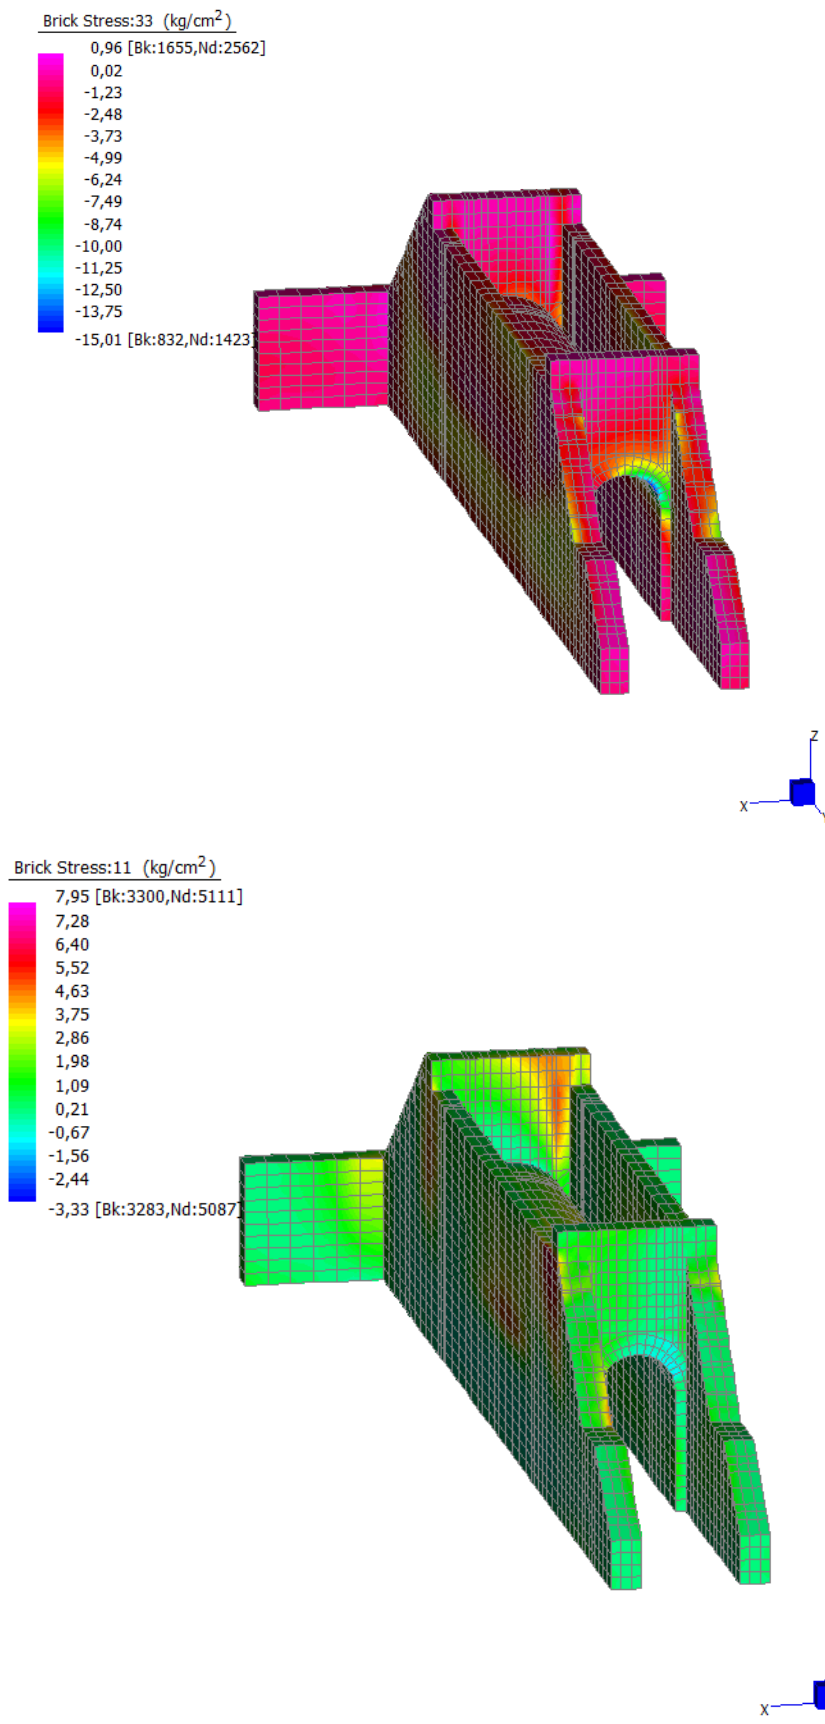 Brick Stress:33 (kg/cm2)
0,96 [Bk:1655,Nd:2562]
0,02
-1,23
-2,48
-3,73
-4,99
-6,24
-7,49
-8,74
-10,00
-11,25
-12,50
-13,75
-15,01 [Bk:832,Nd:1423]
Z
X
Brick Stress:11 (kg/cm2)
7,95 [Bk:3300,Nd:5111]
7,28
6,40
5,52
4,63
3,75
2,86
1,98
1,09
0,21
-0,67
-1,56
-2,44
-3,33 [Bk:3283,Nd:5087]
X